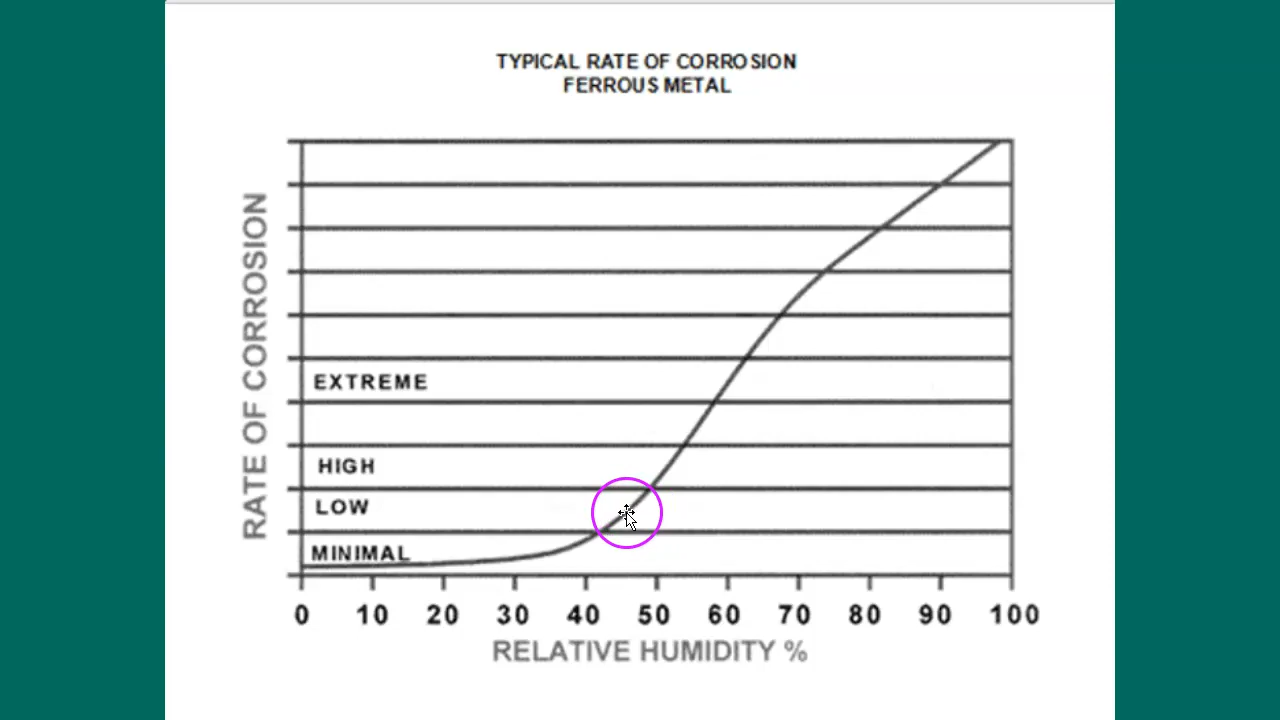 TYPICAL RATE OF CORROSION
FERROUS METAL
RATE OF CORROSION
EXTREME
HIGH
LOW
MINIMAL
0 10 20 30 40 50 60 70 80 90 100
RELATIVE HUMIDITY %